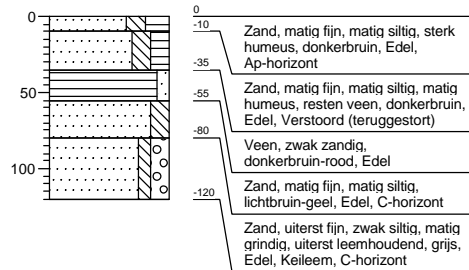 0
50
100
0
-10
Zand, matig fijn, matig siltig, sterk
humeus, donkerbruin, Edel,
Ap-horizont
-35
Zand, matig fijn, matig siltig, matig
humeus, resten veen, donkerbruin,
Edel, Verstoord (teruggestort)
-55
Veen, zwak zandig,
donkerbruin-rood, Edel
-80
Zand, matig fijn, matig siltig,
lichtbruin-geel, Edel, C-horizont
-120
Zand, uiterst fijn, zwak siltig, matig
grindig, uiterst leemhoudend, grijs,
Edel, Keileem, C-horizont